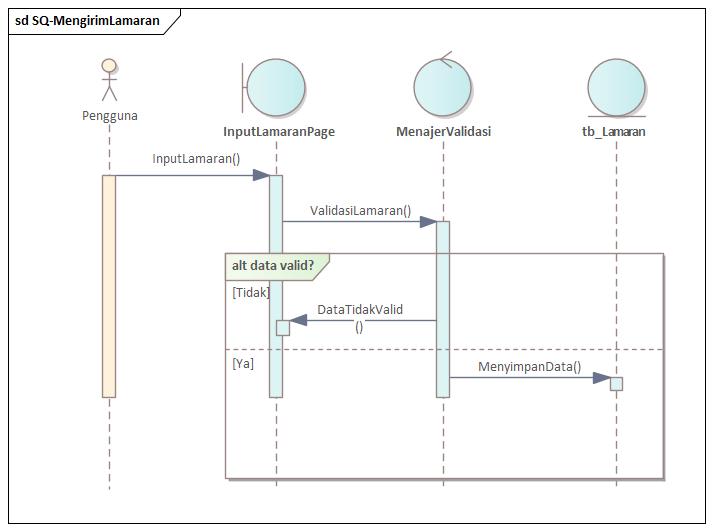 sd SQ-MengirimLamaran
Pengguna
InputLamaranPage
MenajerValidasi
tb_Lamaran
InputLamaran()
ValidasiLamaran()
alt data valid?
[Tidak]
DataTidakValid
()
[Ya]
MenyimpanData()